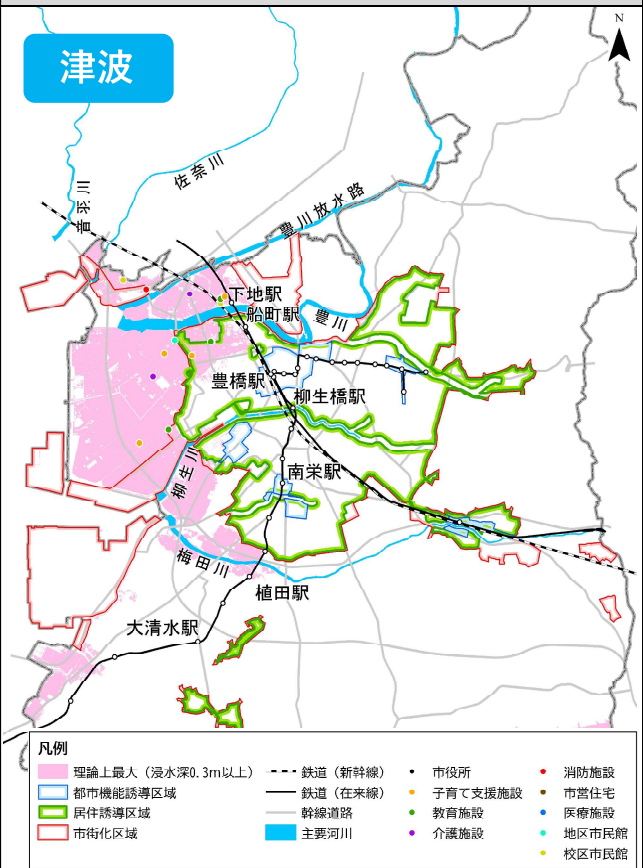 津波
N
佐奈川
音羽川
豊川放水路
下地駅
船町駅
豊川
豊橋駅
柳生橋駅
柳生川
南栄駅
梅田川
植田駅
大清水駅
凡例
理論上最大（浸水深0.3m以上）
都市機能誘導区域
居住誘導区域
市街化区域
鉄道（新幹線）
鉄道（在来線）
幹線道路
主要河川
市役所
子育て支援施設
教育施設
介護施設
消防施設
市営住宅
医療施設
地区市民館
校区市民館